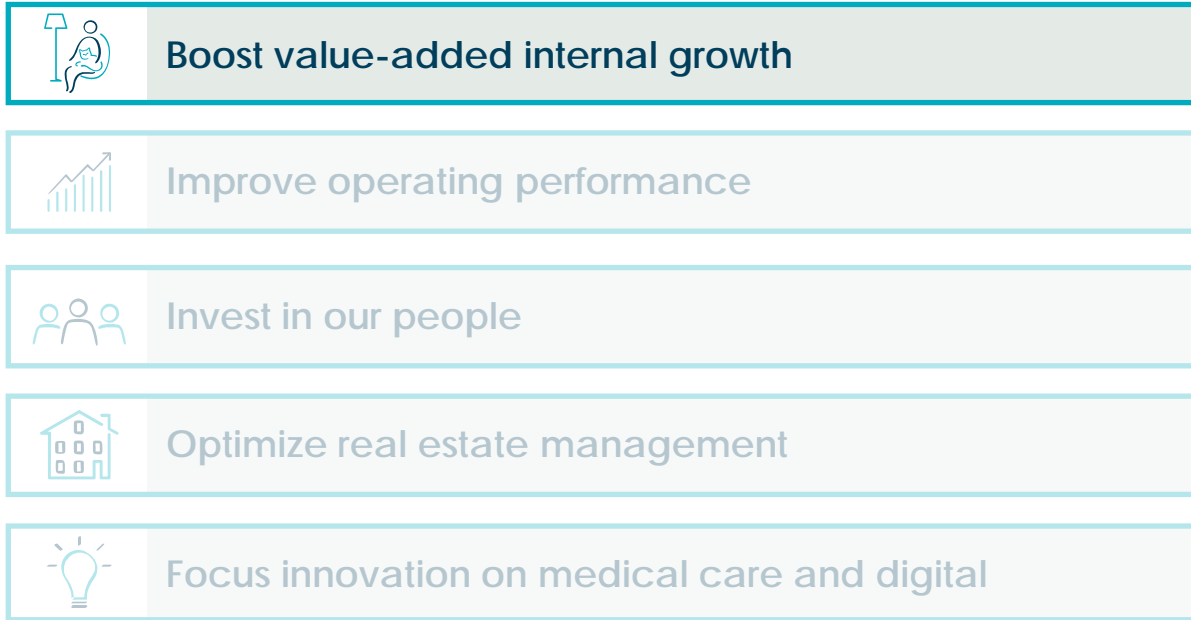 Boost value-added internal growth
Improve operating performance
Invest in our people
Optimize real estate management
Focus innovation on medical care and digital